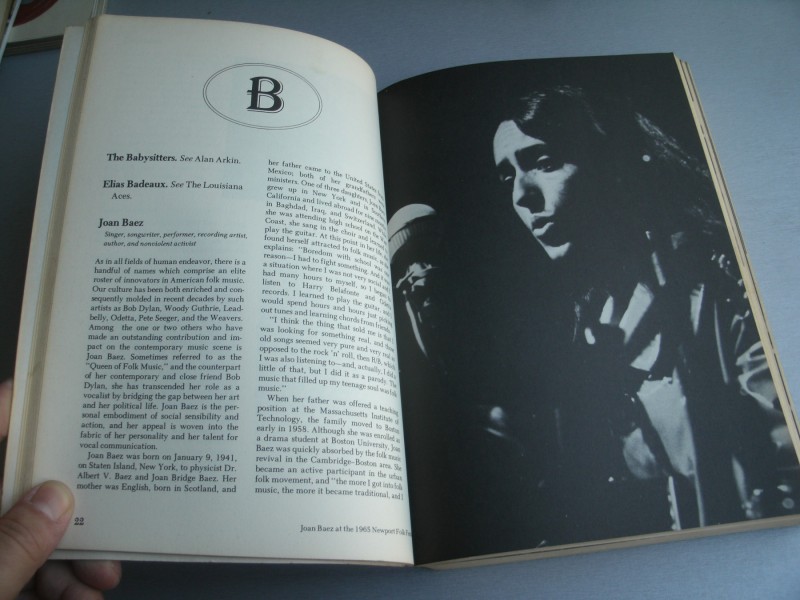 B
The Babysitters. See Alan Arkin.
Elias Badeaux. See The Louisiana
Aces.
Joan Baez
Singer, songwriter, performer, recording artist,
author, and nonviolent activist
As in all fields of human endeavor, there is a
handful of names which comprise an elite
roster of innovators in American folk music.
Our culture has been both enriched and con-
sequently molded in recent decades by such
artists as Bob Dylan, Woody Guthrie, Lead-
belly, Odetta, Pete Seeger, and the Weavers.
Among the one or two others who have
made an outstanding contribution and im-
pact on the contemporary music scene is
Joan Baez. Sometimes referred to as the
"Queen of Folk Music," and the counterpart
of her contemporary and close friend Bob
Dylan, she has transcended her role as a
vocalist by bridging the gap between her art
and her political life. Joan Baez is the per-
sonal embodiment of social sensibility and
action, and her appeal is woven into the
fabric of her personality and her talent for
vocal communication.
Joan Baez was born on January 9, 1941,
on Staten Island, New York, to physicist Dr.
Albert V. Baez and Joan Bridge Baez. Her
mother was English, born in Scotland, and
her father came to the United States
Mexico; both of her grandfathers
ministers. One of three daughters, Joan
grew up in New York and
California and lived abroad for
in Baghdad, Iraq, and Switzerland.
she was attending high school
Coast, she sang in the choir and
play the guitar. At this point in her
found herself attracted to folk music
explains: "Boredom with school
reason—I had to fight something. And
a situation where I was not very social
had many hours to myself, so I
listen to Harry Belafonte and
records. I learned to play the guitar,
would spend hours and hours just
out tunes and learning chords from friends.
"I think the thing that sold me is that
was looking for something real, and
old songs seemed very pure and very real
opposed to the rock 'n' roll, then R/B, which
I was also listening to—and, actually, I did a
little of that, but I did it as a parody. The
music that filled up my teenage soul was folk
music."
When her father was offered a teaching
position at the Massachusetts Institute of
Technology, the family moved to Boston
early in 1958. Although she was enrolled as
a drama student at Boston University, Joan
Baez was quickly absorbed by the folk music
revival in the Cambridge-Boston area. She
became an active participant in the urban
folk movement, and "the more I got into folk
music, the more it became traditional, and I
22
Joan Baez at the 1965 Newport Folk